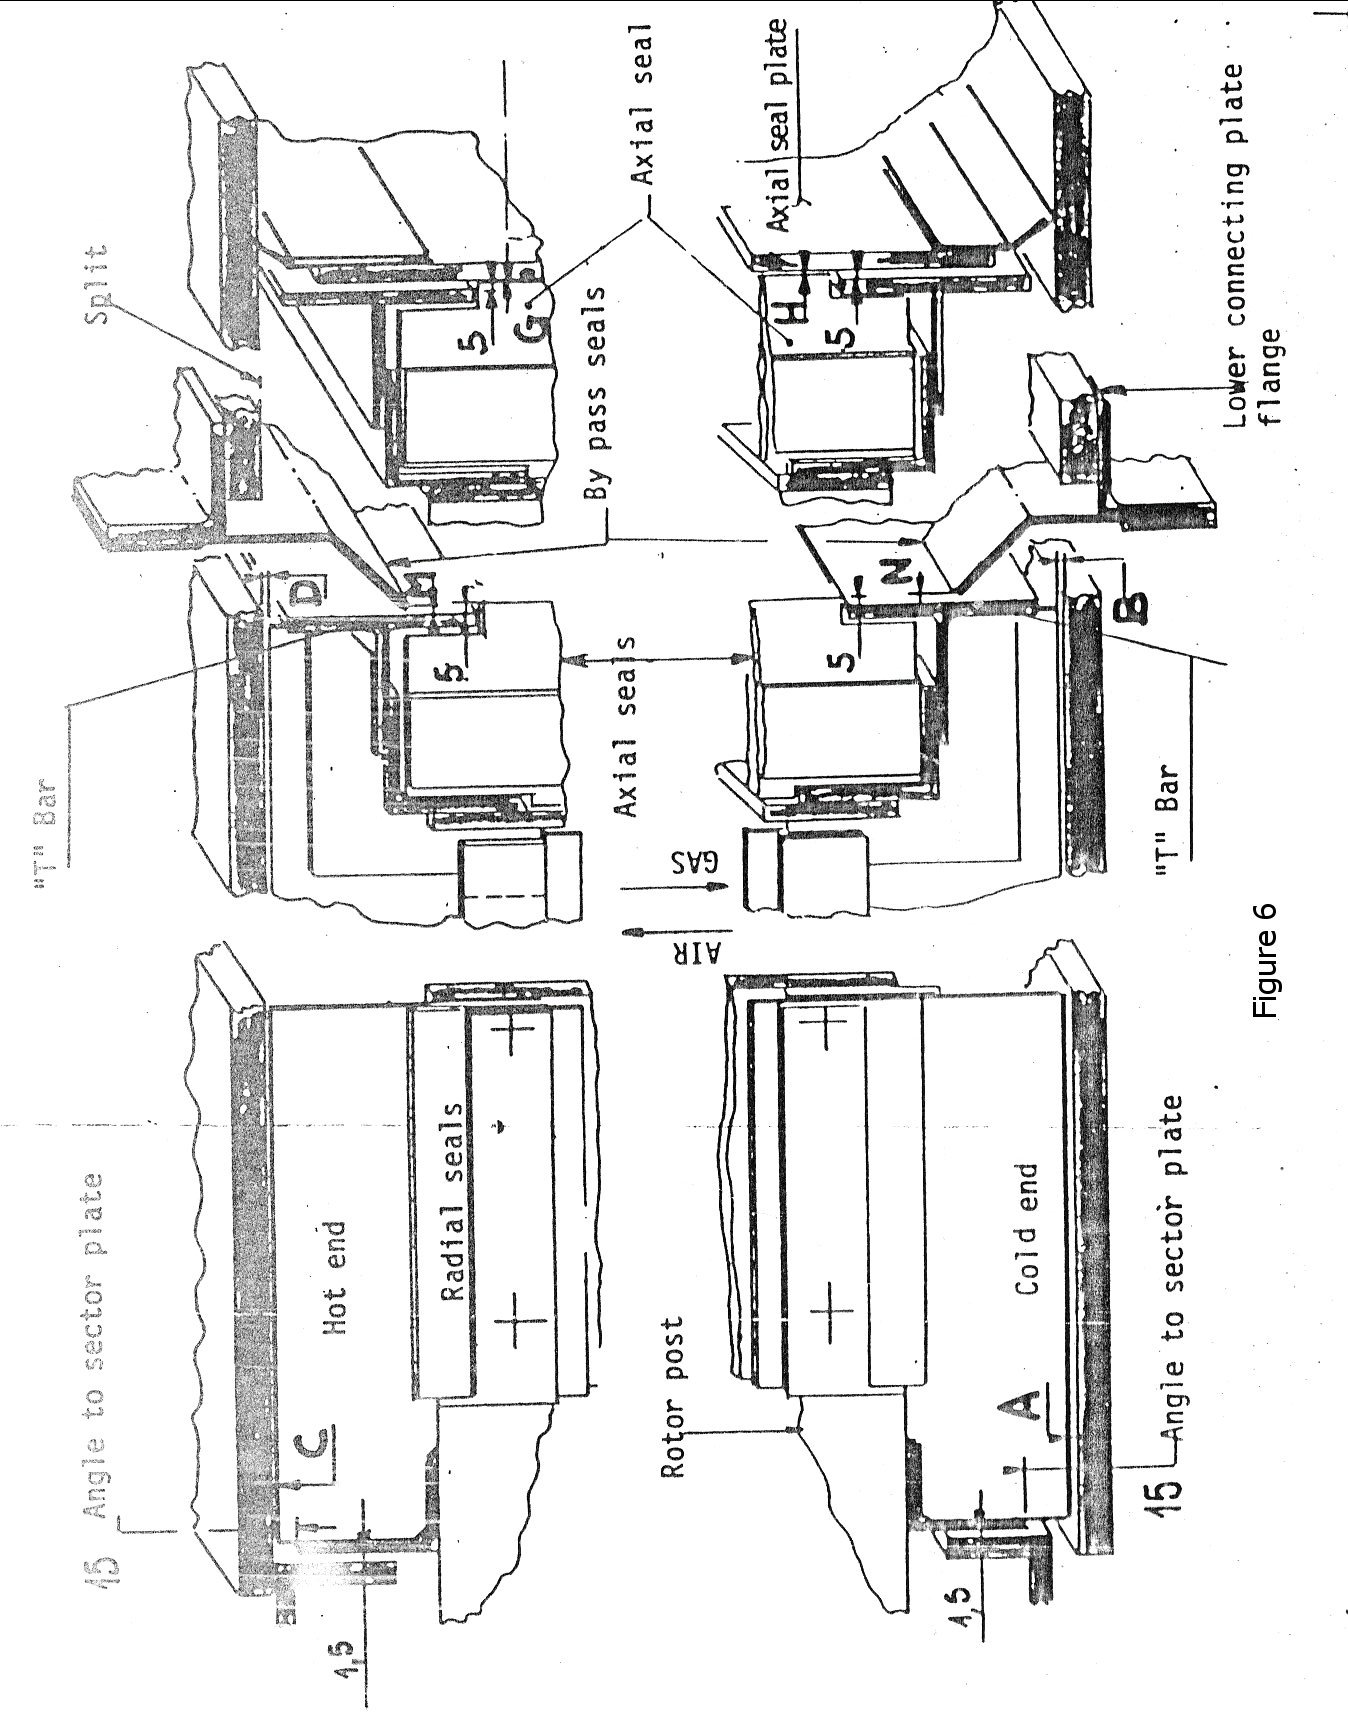 15 Angle to sector plate
"T" Bar
Split
C
D
Hot end
1,5
Radial seals
M
5
5
G
Axial seal
By pass seals
Axial seals
AIR
GAS
Rotor post
Axial seal plate
H
5
5
N
A
Cold end
B
1,5
15 Angle to sector plate
"T" Bar
Lower connecting plate
flange
Figure 6